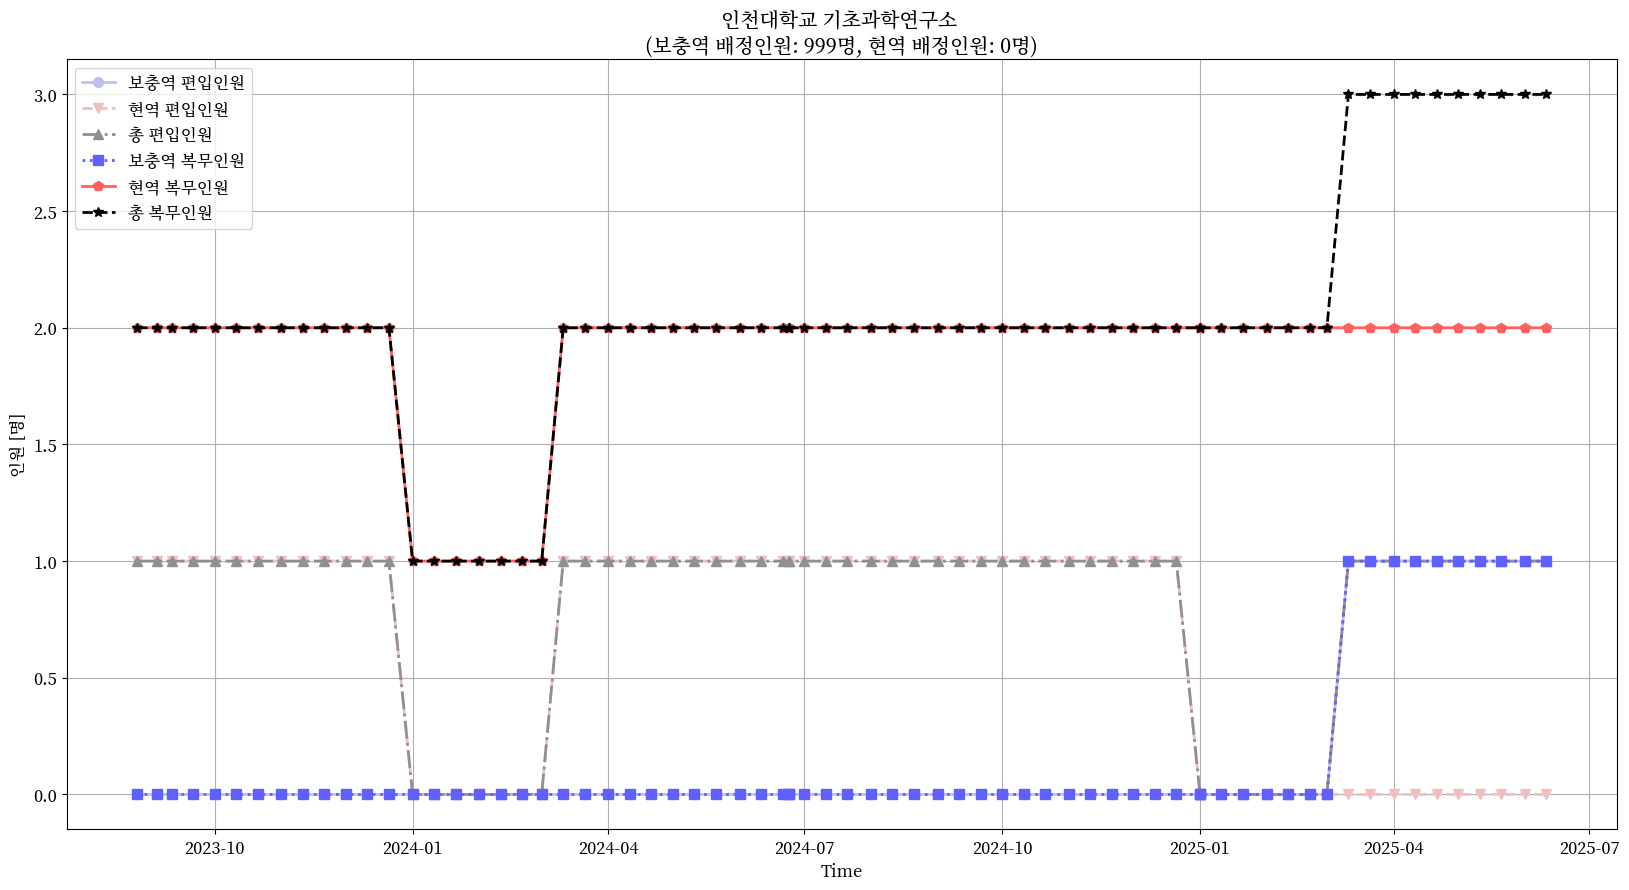 인천대학교 기초과학연구소
(보충역 배정인원: 999명, 현역 배정인원: 0명)
보충역 편입인원
현역 편입인원
총 편입인원
보충역 복무인원
현역 복무인원
총 복무인원
인원 [명]
3.0
2.5
2.0
1.5
1.0
0.5
0.0
2023-10
2024-01
2024-04
2024-07
2024-10
2025-01
2025-04
2025-07
Time